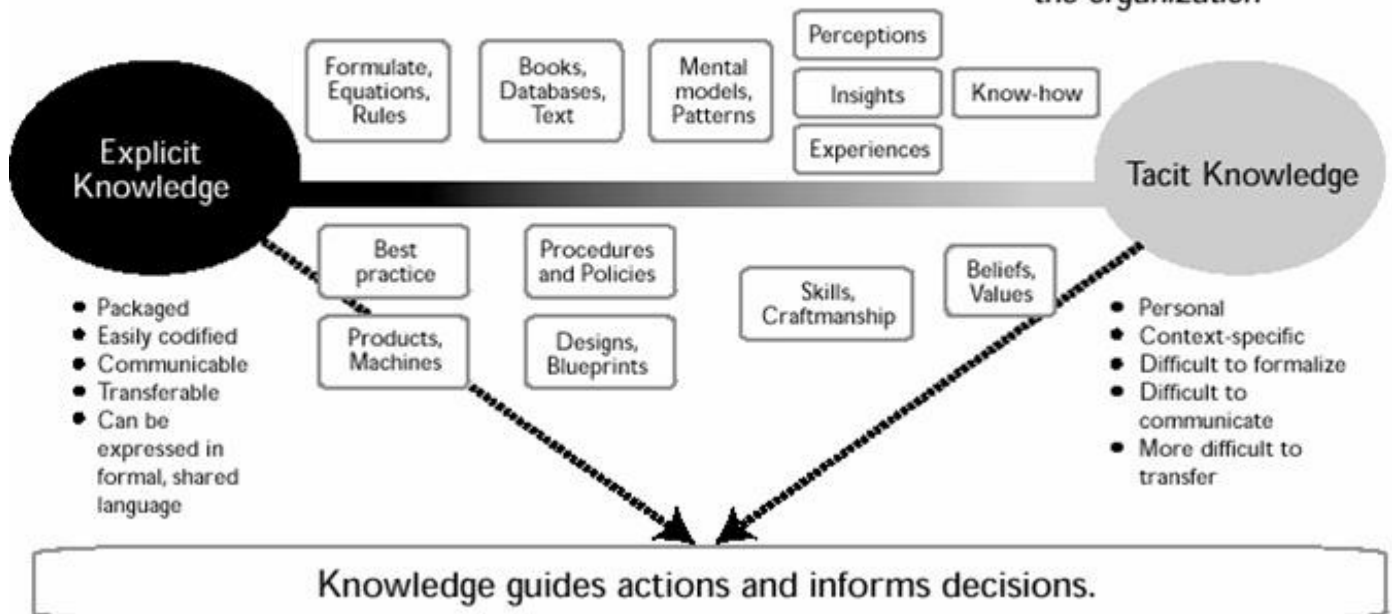 the organization
Perceptions
Formulate,
Equations,
Rules
Books,
Databases,
Text
Mental
models,
Patterns
Insights
Know-how
Experiences
Explicit
Knowledge
Tacit Knowledge
Best
practice
Procedures
and Policies
Skills,
Craftmanship
Beliefs,
Values
Products,
Machines
Designs,
Blueprints
• Packaged
• Easily codified
• Communicable
• Transferable
• Can be
expressed in
formal, shared
language
• Personal
• Context-specific
• Difficult to formalize
• Difficult to
communicate
• More difficult to
transfer
Knowledge guides actions and informs decisions.